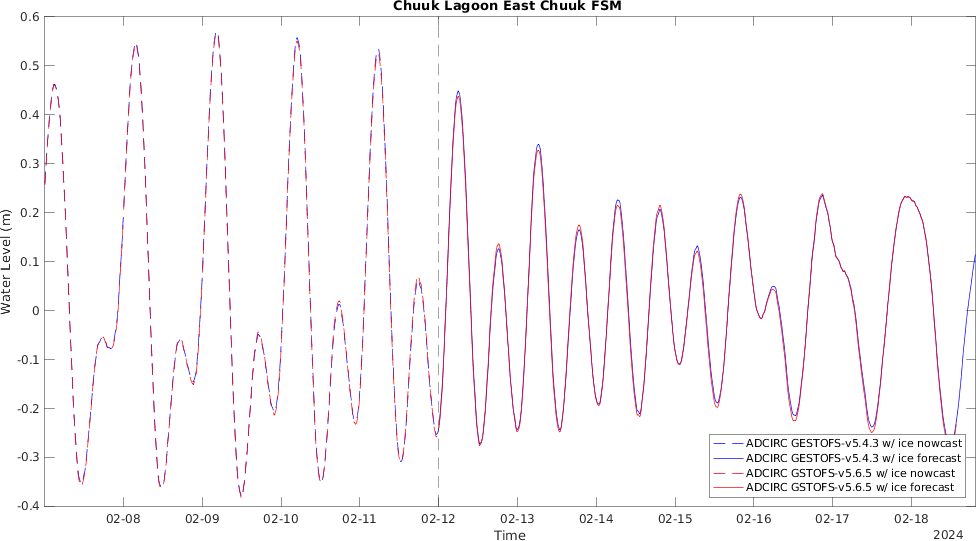 Chuuk Lagoon East Chuuk FSM
0.6
0.5
0.4
0.3
0.2
0.1
0
-0.1
-0.2
-0.3
-0.4
Water Level (m)
ADCIRC GESTOFS-v5.4.3 w/ ice nowcast
ADCIRC GESTOFS-v5.4.3 w/ ice forecast
ADCIRC GSTOFS-v5.6.5 w/ ice nowcast
ADCIRC GSTOFS-v5.6.5 w/ ice forecast
02-08 02-09 02-10 02-11 02-12 02-13 02-14 02-15 02-16 02-17 02-18
Time 2024